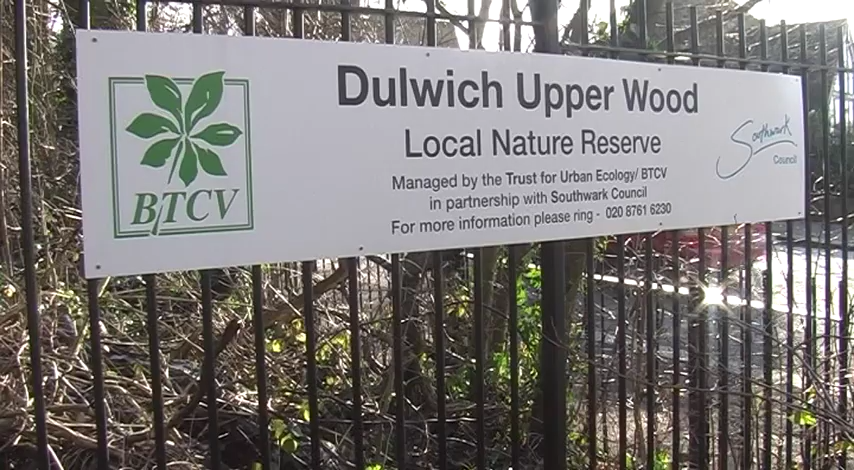 BTCV
Dulwich Upper Wood
Local Nature Reserve
Managed by the Trust for Urban Ecology/ BTCV
in partnership with Southwark Council
For more information please ring - 020 8761 6230
Southwark
Council